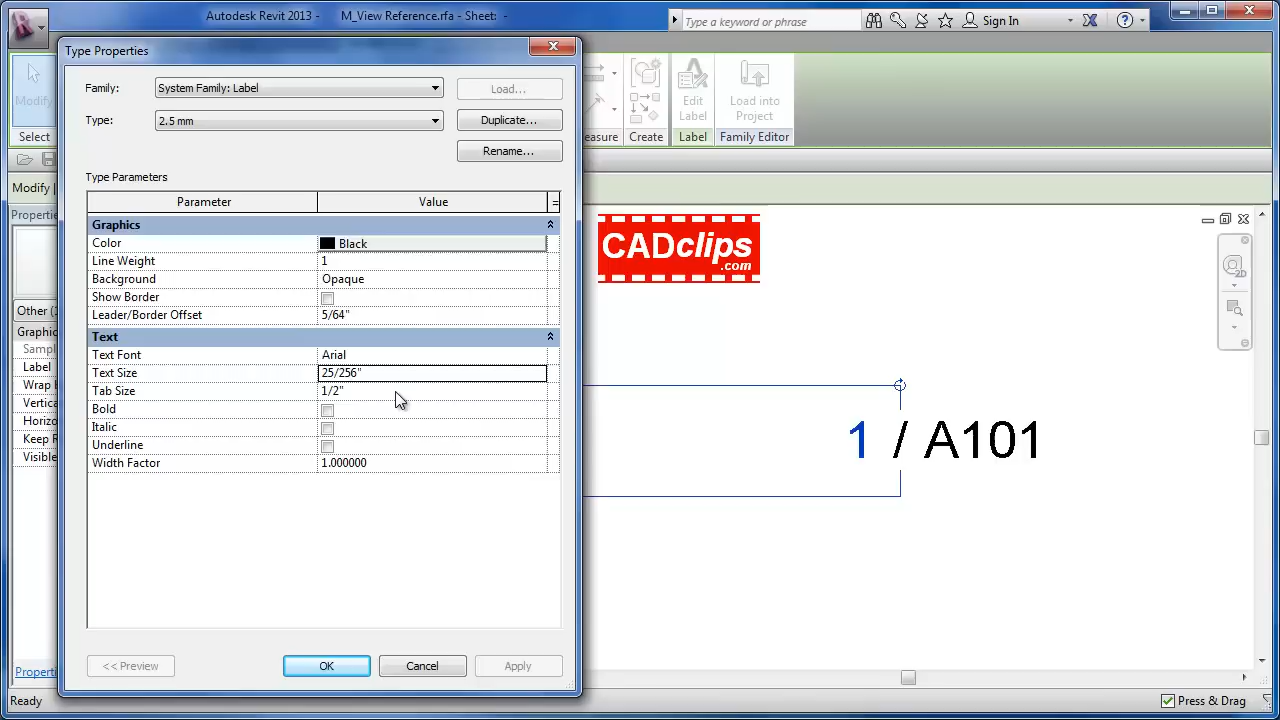 Autodesk Revit 2013 -   M_View Reference.rfa - Sheet:   -
Type a keyword or phrase
Sign In
Type Properties
Family: System Family: Label Load...
Type: 2.5 mm Duplicate...
Rename...
Type Parameters
Parameter Value =
Graphics
Color Black
Line Weight 1
Background Opaque
Show Border
Leader/Border Offset 5/64"
Text
Text Font Arial
Text Size 25/256"
Tab Size 1/2"
Bold
Italic
Underline
Width Factor 1.000000
<< Preview OK Cancel Apply
Modify
Select
Edit
Label
Load into
Project
Create
Label
Family Editor
Modify |
Other (
Label
Wrap b
Keep R
Visible
CADclips
.com
1 / A101
2D
Ready
Press & Drag